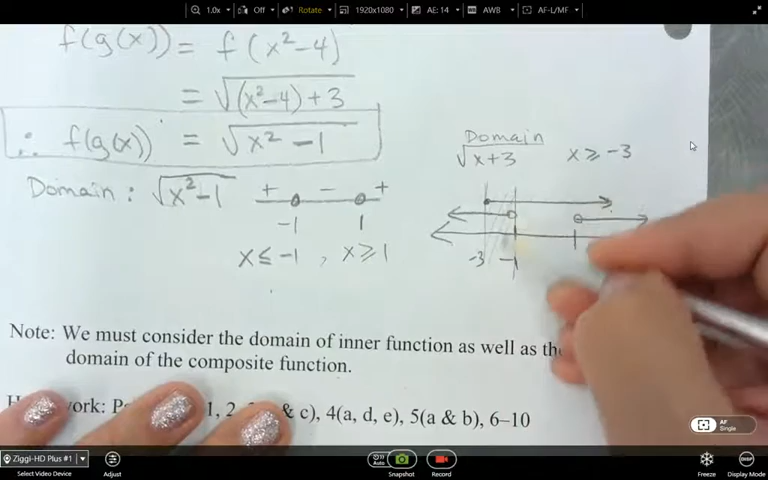 1.0x Off Rotate 1920x1080 AE: 14 AWB AF-L/MF
f(g(x)) = f(x²-4)
= √(x²-4)+3
∴ f(g(x)) = √x² -1
Domain : √x²-1 + - +
-1 1
x ≤ -1 , x ≥ 1
Domain
√x+3 x ≥ -3
-3 -1
Note: We must consider the domain of inner function as well as
domain of the composite function.
1, 2, & c), 4(a, d, e), 5(a & b), 6–10
AF
Single
Ziggi-HD Plus #1
Select Video Device
Adjust
Auto
Snapshot
Record
Freeze
DISP
Display Mode